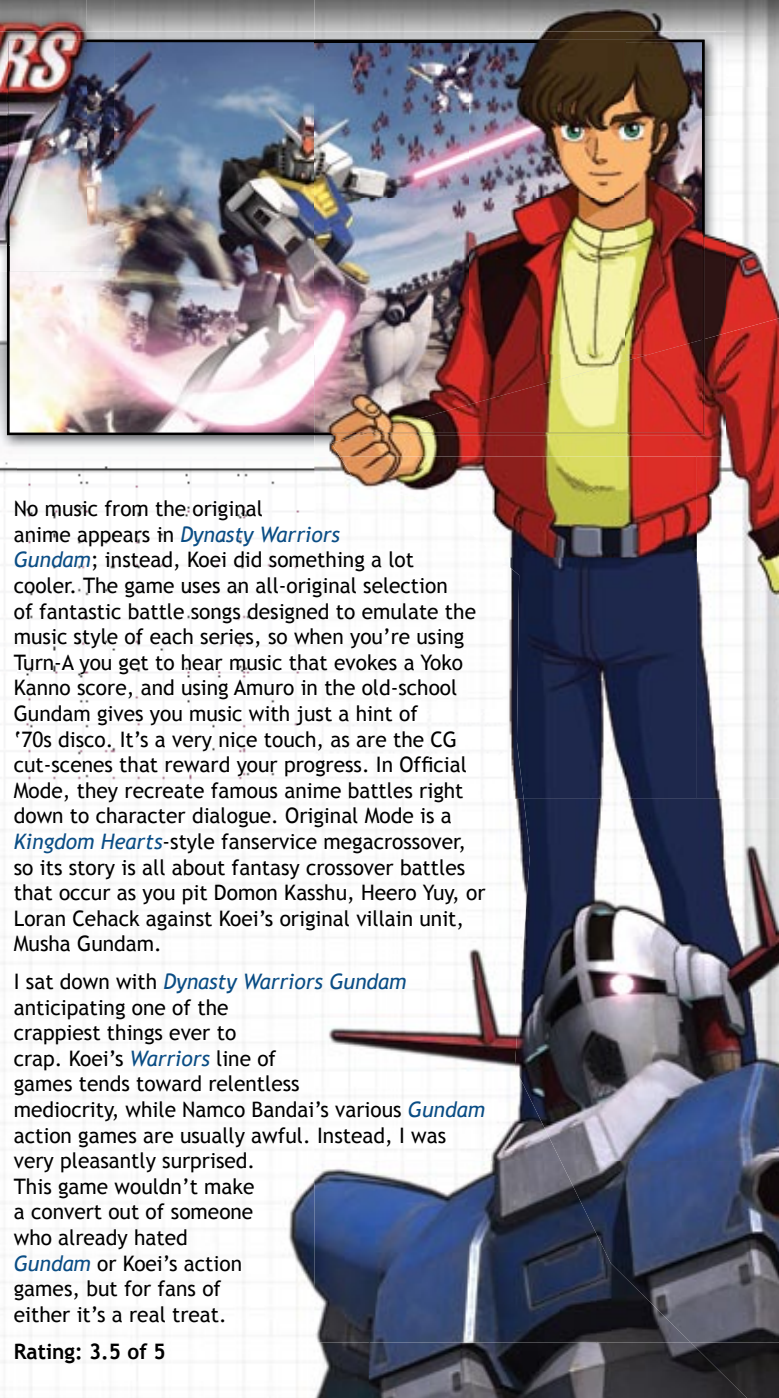 RS
No music from the original
anime appears in Dynasty Warriors
Gundam; instead, Koei did something a lot
cooler. The game uses an all-original selection
of fantastic battle songs designed to emulate the
music style of each series, so when you’re using
Turn-A you get to hear music that evokes a Yoko
Kanno score, and using Amuro in the old-school
Gundam gives you music with just a hint of
‘70s disco. It’s a very nice touch, as are the CG
cut-scenes that reward your progress. In Official
Mode, they recreate famous anime battles right
down to character dialogue. Original Mode is a
Kingdom Hearts-style fanservice megacrossover,
so its story is all about fantasy crossover battles
that occur as you pit Domon Kasshu, Heero Yuy, or
Loran Cehack against Koei’s original villain unit,
Musha Gundam.
I sat down with Dynasty Warriors Gundam
anticipating one of the
crappiest things ever to
crap. Koei’s Warriors line of
games tends toward relentless
mediocrity, while Namco Bandai’s various Gundam
action games are usually awful. Instead, I was
very pleasantly surprised.
This game wouldn’t make
a convert out of someone
who already hated
Gundam or Koei’s action
games, but for fans of
either it’s a real treat.
Rating: 3.5 of 5